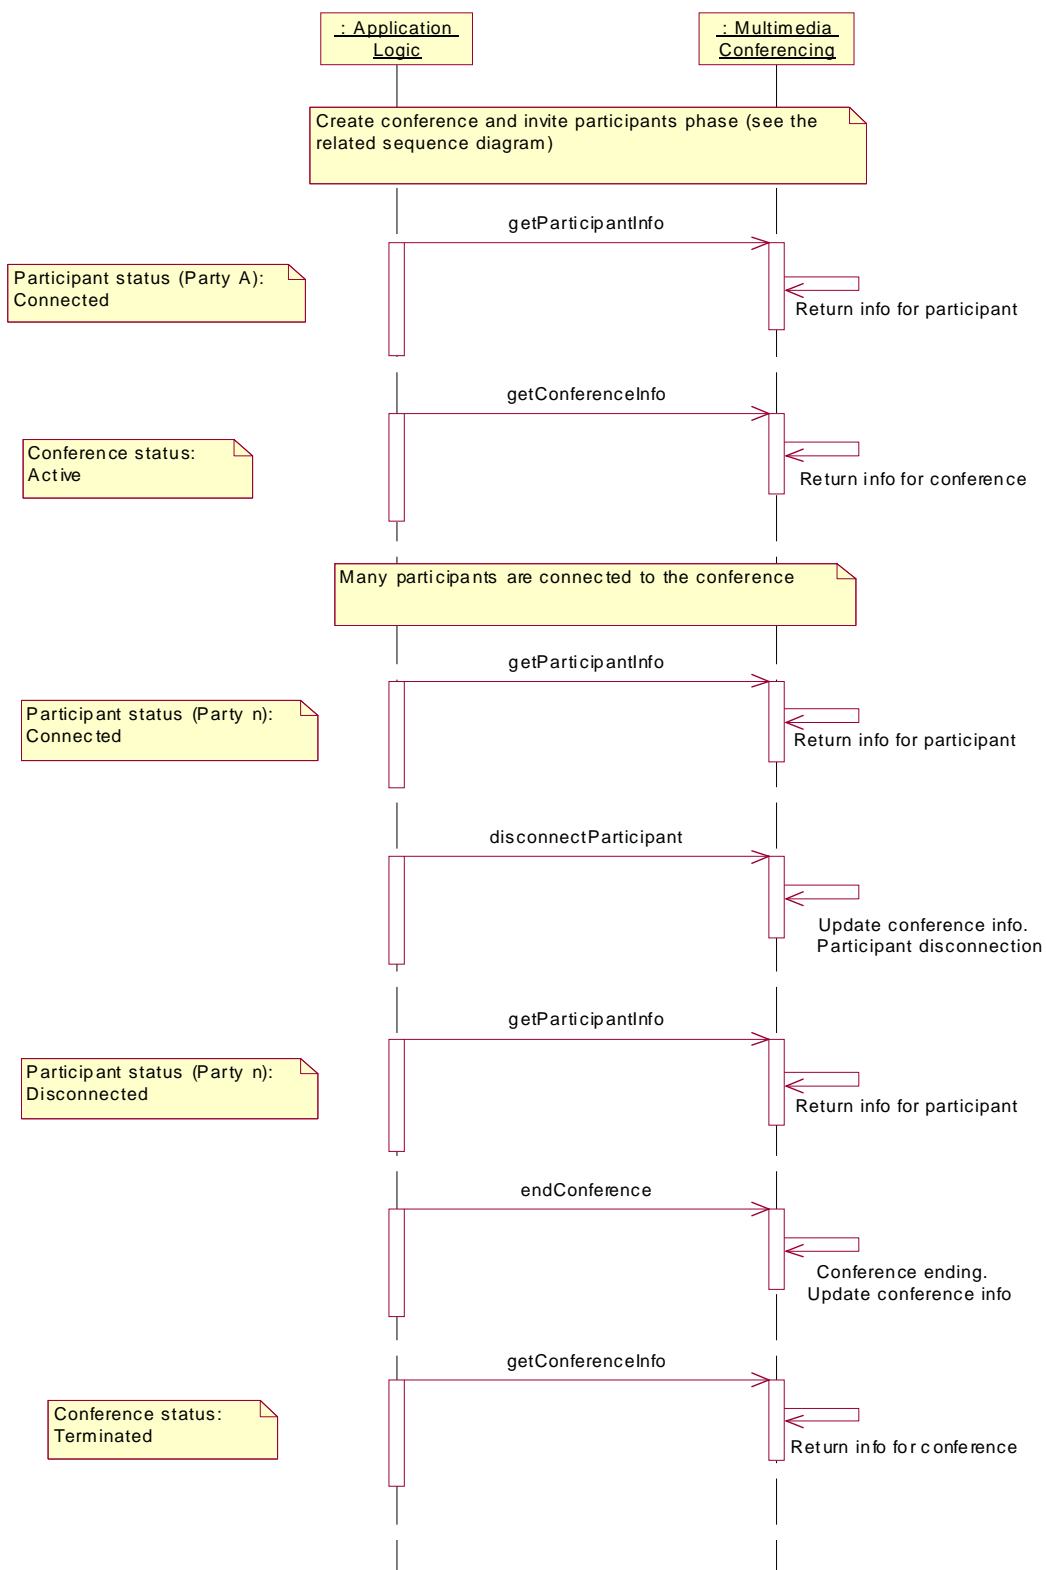 : Application
Logic
: Multimedia
Conferencing
Create conference and invite participants phase (see the
related sequence diagram)
getParticipantInfo
Participant status (Party A):
Connected
Return info for participant
getConferenceInfo
Conference status:
Active
Return info for conference
Many participants are connected to the conference
getParticipantInfo
Participant status (Party n):
Connected
Return info for participant
disconnectParticipant
Update conference info.
Participant disconnection
getParticipantInfo
Participant status (Party n):
Disconnected
Return info for participant
endConference
Conference ending.
Update conference info
getConferenceInfo
Conference status:
Terminated
Return info for conference